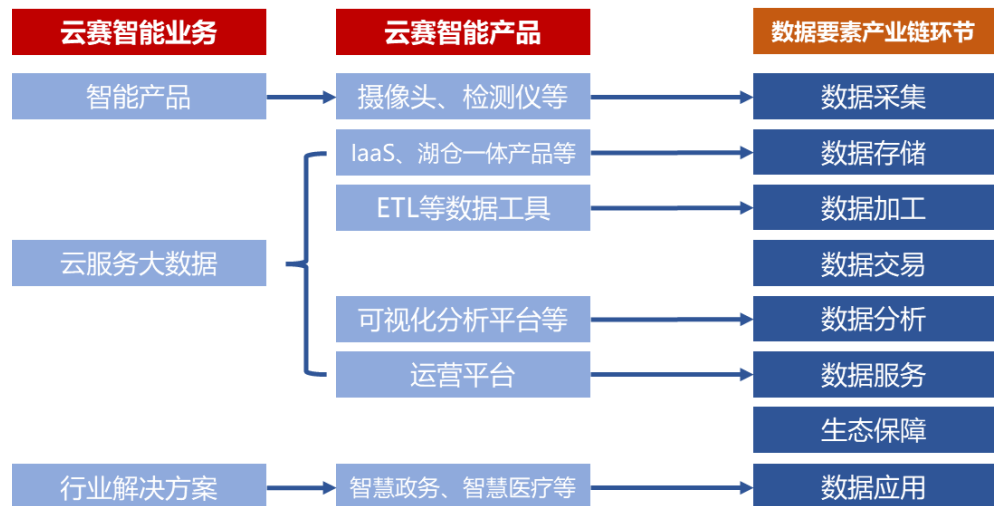 云赛智能业务
云赛智能产品
数据要素产业链环节
智能产品
摄像头、检测仪等
数据采集
IaaS、湖仓一体产品等
数据存储
ETL等数据工具
数据加工
云服务大数据
数据交易
可视化分析平台等
数据分析
运营平台
数据服务
生态保障
行业解决方案
智慧政务、智慧医疗等
数据应用